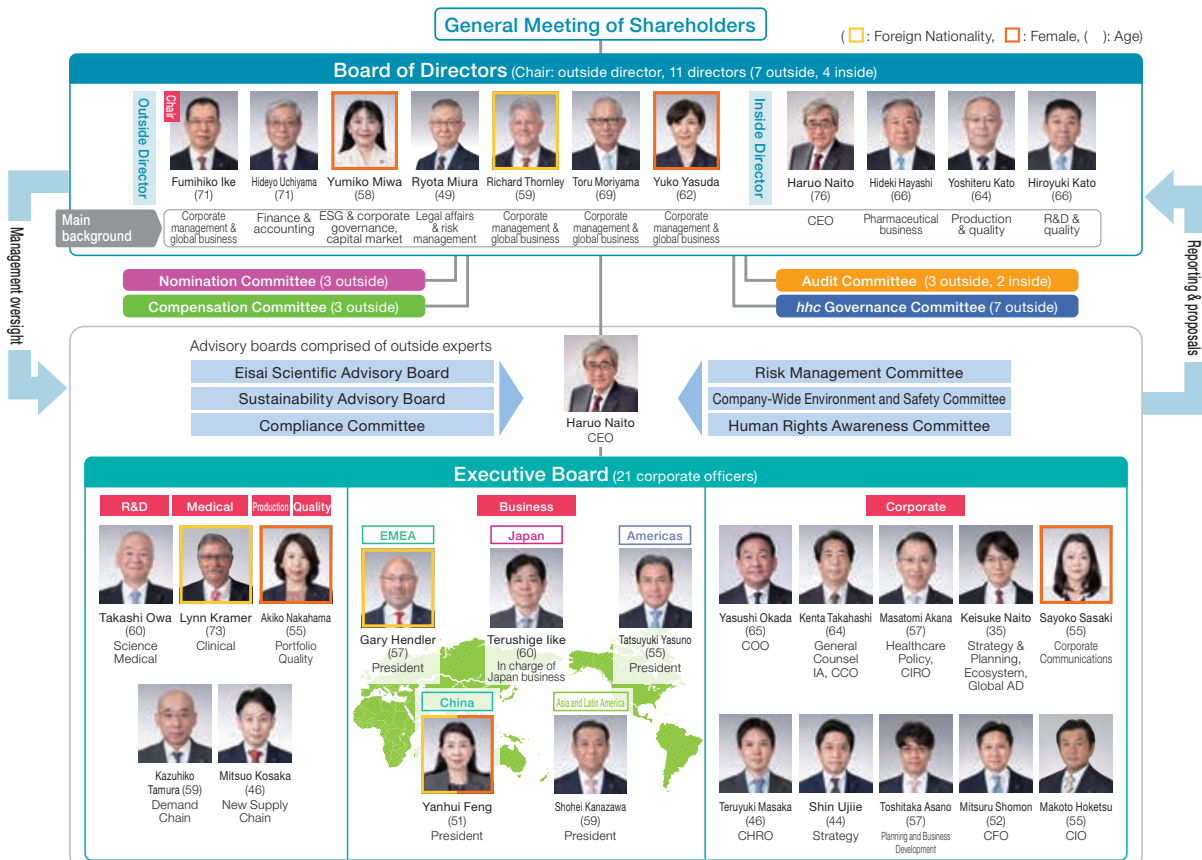 General Meeting of Shareholders
( : Foreign Nationality, : Female, ( ): Age)
Board of Directors (Chair: outside director, 11 directors (7 outside, 4 inside)
Outside Director
Chair
Fumihiko Ike
(71)
Hideyo Uchiyama
(71)
Yumiko Miwa
(58)
Ryota Miura
(49)
Richard Thornley
(59)
Toru Moriyama
(69)
Yuko Yasuda
(62)
Inside Director
Haruo Naito
(76)
Hideki Hayashi
(66)
Yoshiteru Kato
(64)
Hiroyuki Kato
(66)
Main
background
Corporate
management &
global business
Finance &
accounting
ESG & corporate
governance,
capital market
Legal affairs
& risk
management
Corporate
management &
global business
Corporate
management &
global business
Corporate
management &
global business
CEO
Pharmaceutical
business
Production
& quality
R&D &
quality
Management oversight
Reporting & proposals
Nomination Committee (3 outside)
Compensation Committee (3 outside)
Audit Committee (3 outside, 2 inside)
hhc Governance Committee (7 outside)
Advisory boards comprised of outside experts
Eisai Scientific Advisory Board
Sustainability Advisory Board
Compliance Committee
Haruo Naito
CEO
Risk Management Committee
Company-Wide Environment and Safety Committee
Human Rights Awareness Committee
Executive Board (21 corporate officers)
R&D
Medical
Production
Quality
Takashi Owa
(60)
Science
Medical
Lynn Kramer
(73)
Clinical
Akiko Nakahama
(55)
Portfolio
Quality
Kazuhiko
Tamura (59)
Demand
Chain
Mitsuo Kosaka
(46)
New Supply
Chain
Business
EMEA
Gary Hendler
(57)
President
Japan
Terushige Iike
(60)
In charge of
Japan business
Americas
Tatsuyuki Yasuno
(55)
President
China
Yanhui Feng
(51)
President
Asia and Latin America
Shohei Kanazawa
(59)
President
Corporate
Yasushi Okada
(65)
COO
Kenta Takahashi
(64)
General
Counsel
IA, CCO
Masatomi Akana
(57)
Healthcare
Policy,
CIRO
Keisuke Naito
(35)
Strategy &
Planning,
Ecosystem,
Global AD
Sayoko Sasaki
(55)
Corporate
Communications
Teruyuki Masaka
(46)
CHRO
Shin Ujiie
(44)
Strategy
Toshitaka Asano
(57)
Planning and Business
Development
Mitsuru Shomon
(52)
CFO
Makoto Hoketsu
(55)
CIO